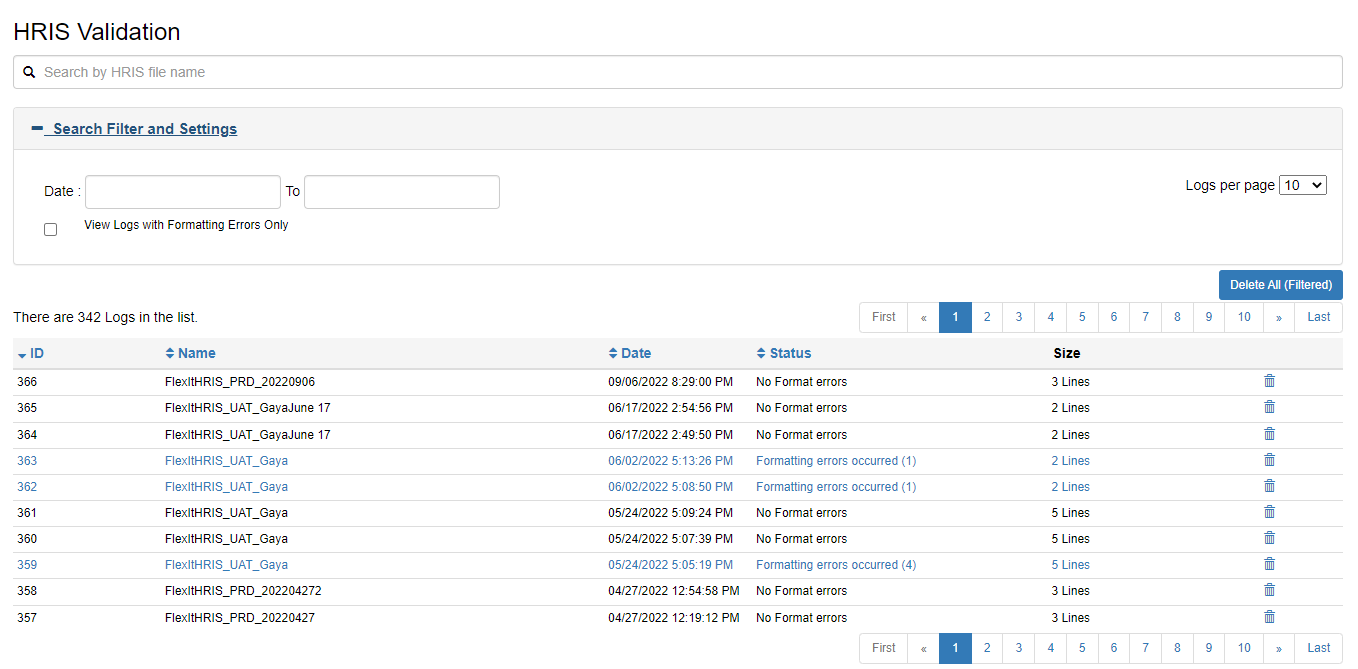 HRIS Validation
Search by HRIS file name
Search Filter and Settings
Date : To Logs per page 10
View Logs with Formatting Errors Only
Delete All (Filtered)
There are 342 Logs in the list. First « 1 2 3 4 5 6 7 8 9 10 » Last
ID Name Date Status Size
366 FlexItHRIS_PRD_20220906 09/06/2022 8:29:00 PM No Format errors 3 Lines
365 FlexItHRIS_UAT_GayaJune 17 06/17/2022 2:54:56 PM No Format errors 2 Lines
364 FlexItHRIS_UAT_GayaJune 17 06/17/2022 2:49:50 PM No Format errors 2 Lines
363 FlexItHRIS_UAT_Gaya 06/02/2022 5:13:26 PM Formatting errors occurred (1) 2 Lines
362 FlexItHRIS_UAT_Gaya 06/02/2022 5:08:50 PM Formatting errors occurred (1) 2 Lines
361 FlexItHRIS_UAT_Gaya 05/24/2022 5:09:24 PM No Format errors 5 Lines
360 FlexItHRIS_UAT_Gaya 05/24/2022 5:07:39 PM No Format errors 5 Lines
359 FlexItHRIS_UAT_Gaya 05/24/2022 5:05:19 PM Formatting errors occurred (4) 5 Lines
358 FlexItHRIS_PRD_202204272 04/27/2022 12:54:58 PM No Format errors 3 Lines
357 FlexItHRIS_PRD_20220427 04/27/2022 12:19:12 PM No Format errors 3 Lines
First « 1 2 3 4 5 6 7 8 9 10 » Last